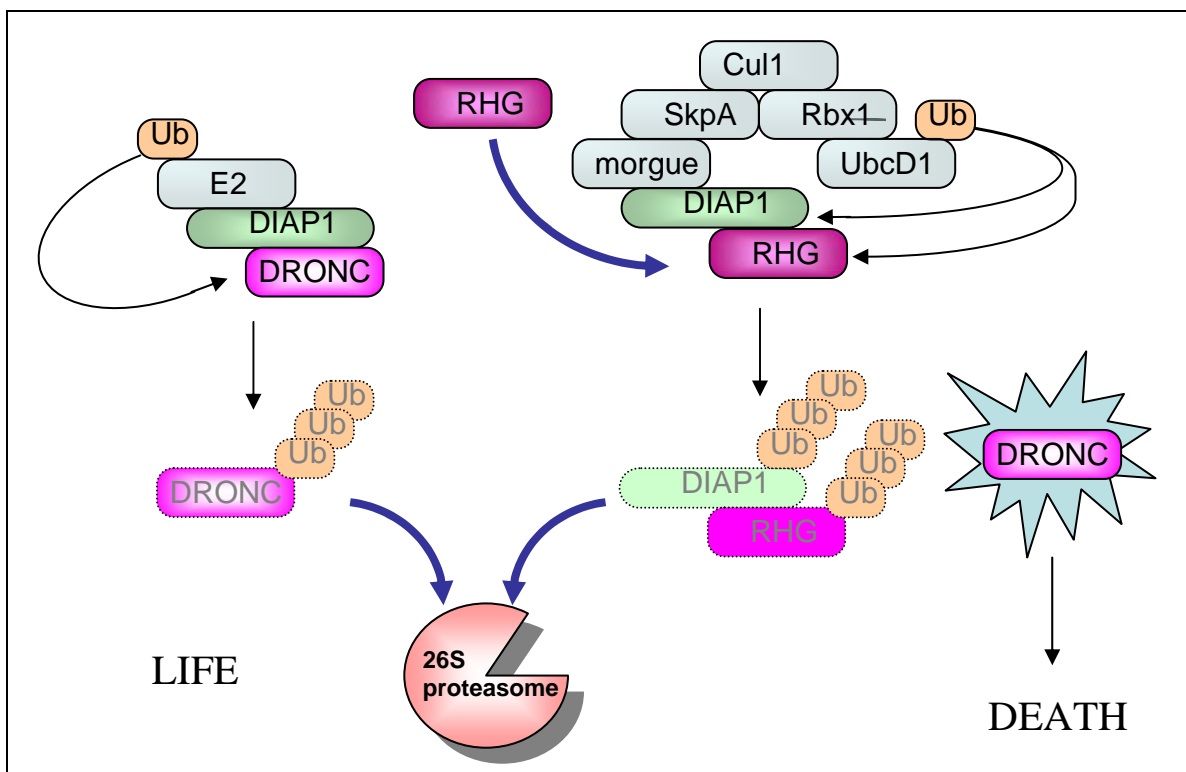 Ub
E2
DIAP1
DRONC
Ub
Ub
Ub
DRONC
LIFE
RHG
Cul1
SkpA
Rbx1
Ub
morgue
UbcD1
DIAP1
RHG
Ub
Ub
Ub
Ub
Ub
Ub
DIAP1
RHG
DRONC
26S
proteasome
DEATH